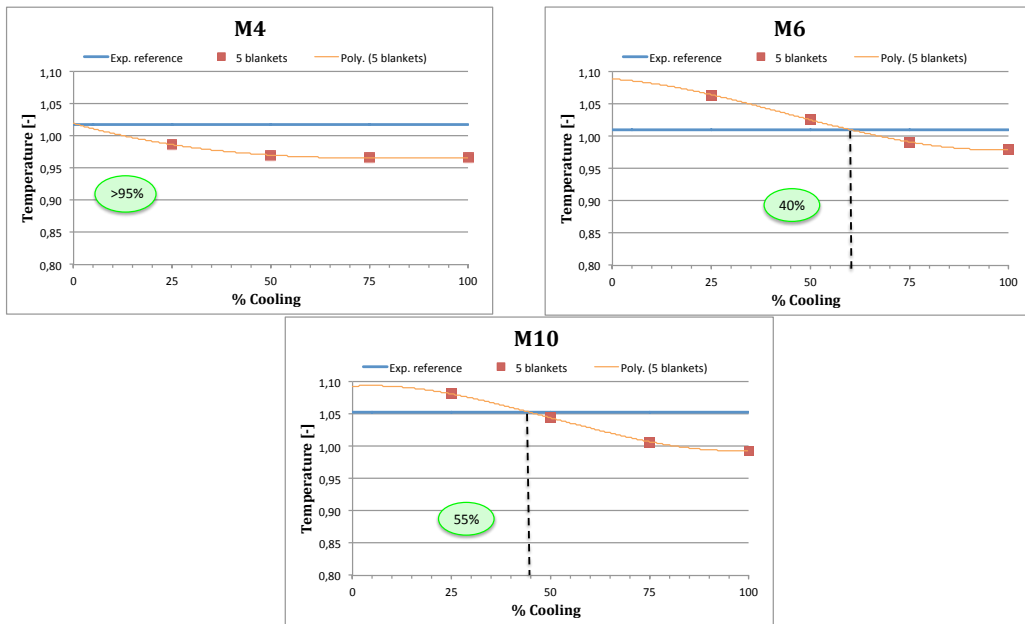 M4
Exp. reference 5 blankets Poly. (5 blankets)
1,10
1,05
1,00
0,95
0,90
0,85
0,80
Temperature [-]
>95%
0 25 50 75 100
% Cooling
M6
Exp. reference 5 blankets Poly. (5 blankets)
1,10
1,05
1,00
0,95
0,90
0,85
0,80
Temperature [-]
40%
0 25 50 75 100
% Cooling
M10
Exp. reference 5 blankets Poly. (5 blankets)
1,10
1,05
1,00
0,95
0,90
0,85
0,80
Temperature [-]
55%
0 25 50 75 100
% Cooling